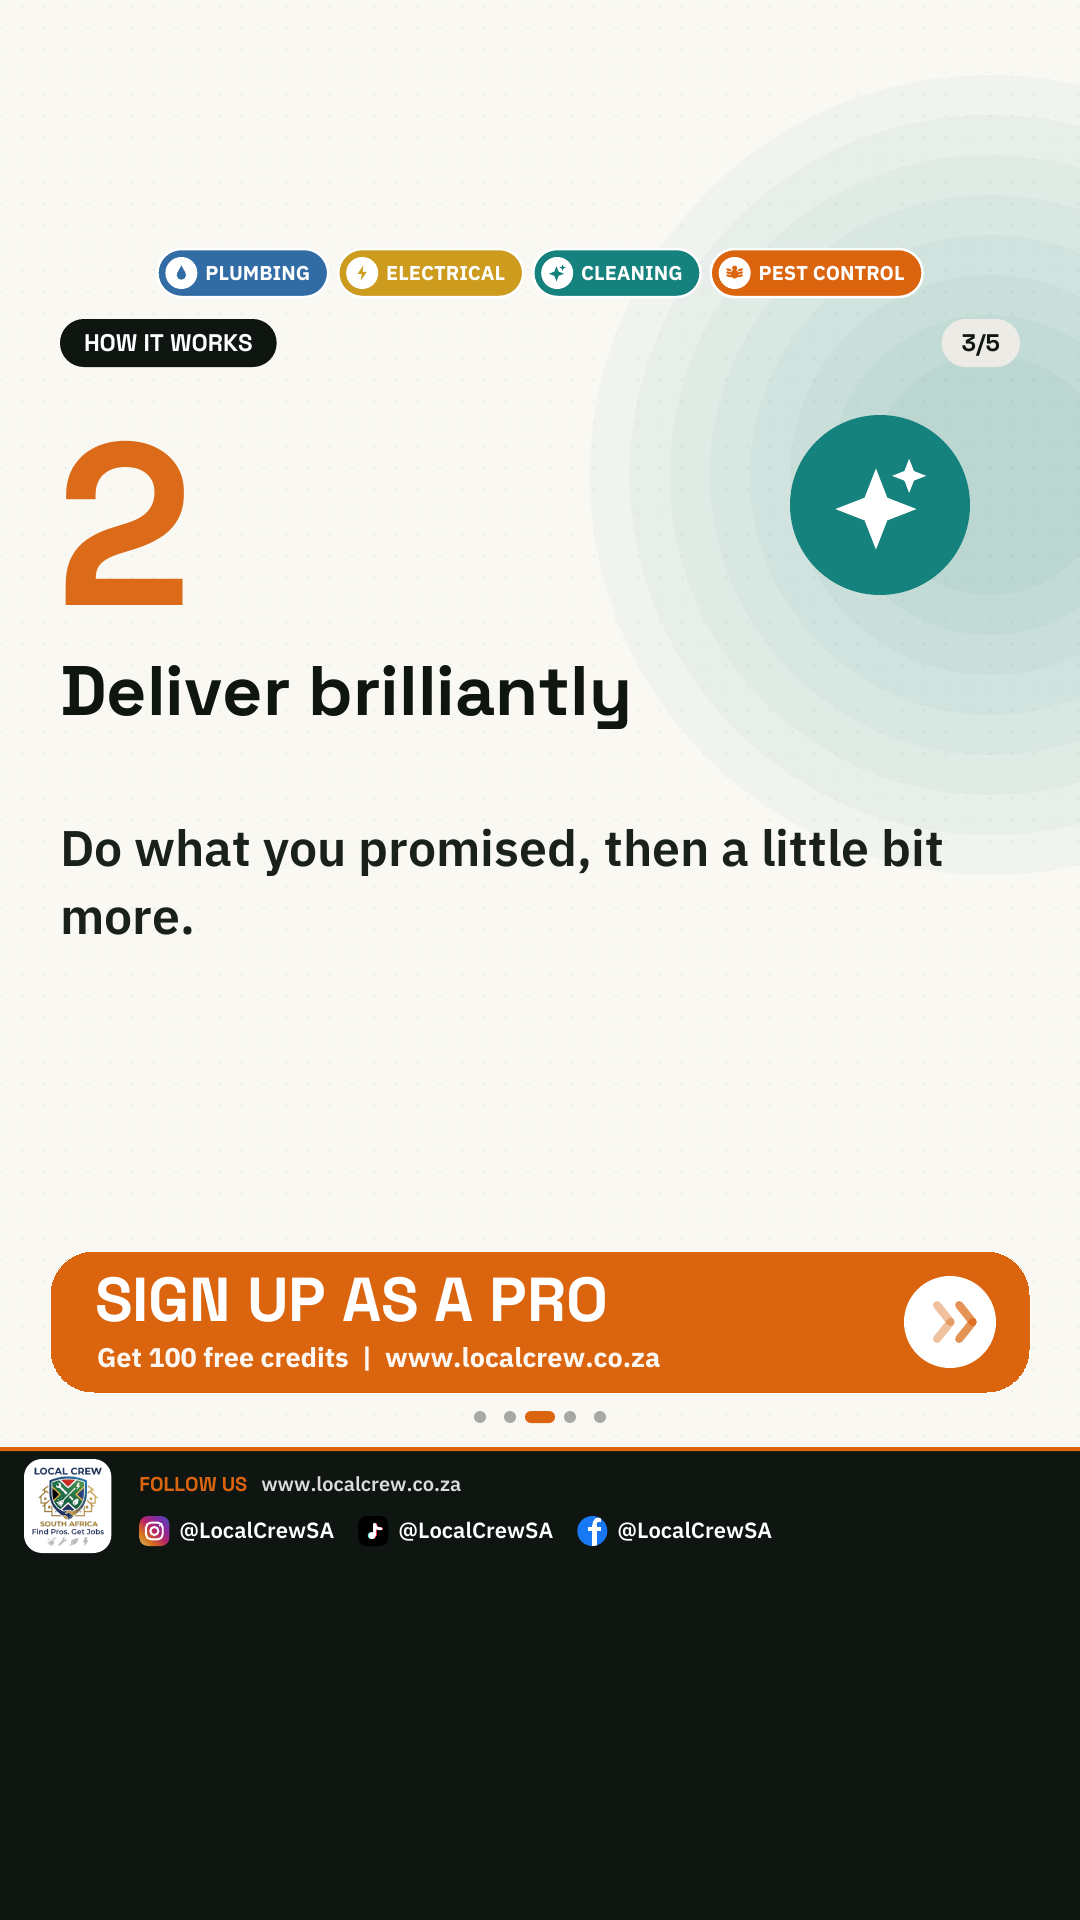 PLUMBING ELECTRICAL CLEANING PEST CONTROL
HOW IT WORKS 3/5
2
Deliver brilliantly
Do what you promised, then a little bit
more.
SIGN UP AS A PRO
Get 100 free credits | www.localcrew.co.za
LOCAL CREW
SOUTH AFRICA
Find Pros. Get Jobs
FOLLOW US www.localcrew.co.za
@LocalCrewSA @LocalCrewSA @LocalCrewSA